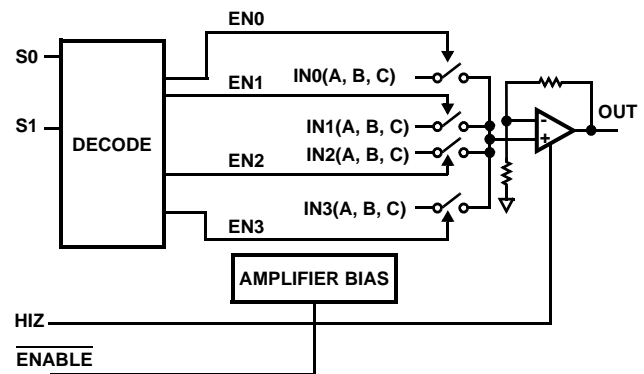 EN0
S0
IN0(A, B, C)
EN1
OUT
S1
IN1(A, B, C)
DECODE
-
+
IN2(A, B, C)
EN2
IN3(A, B, C)
EN3
AMPLIFIER BIAS
HIZ
ENABLE